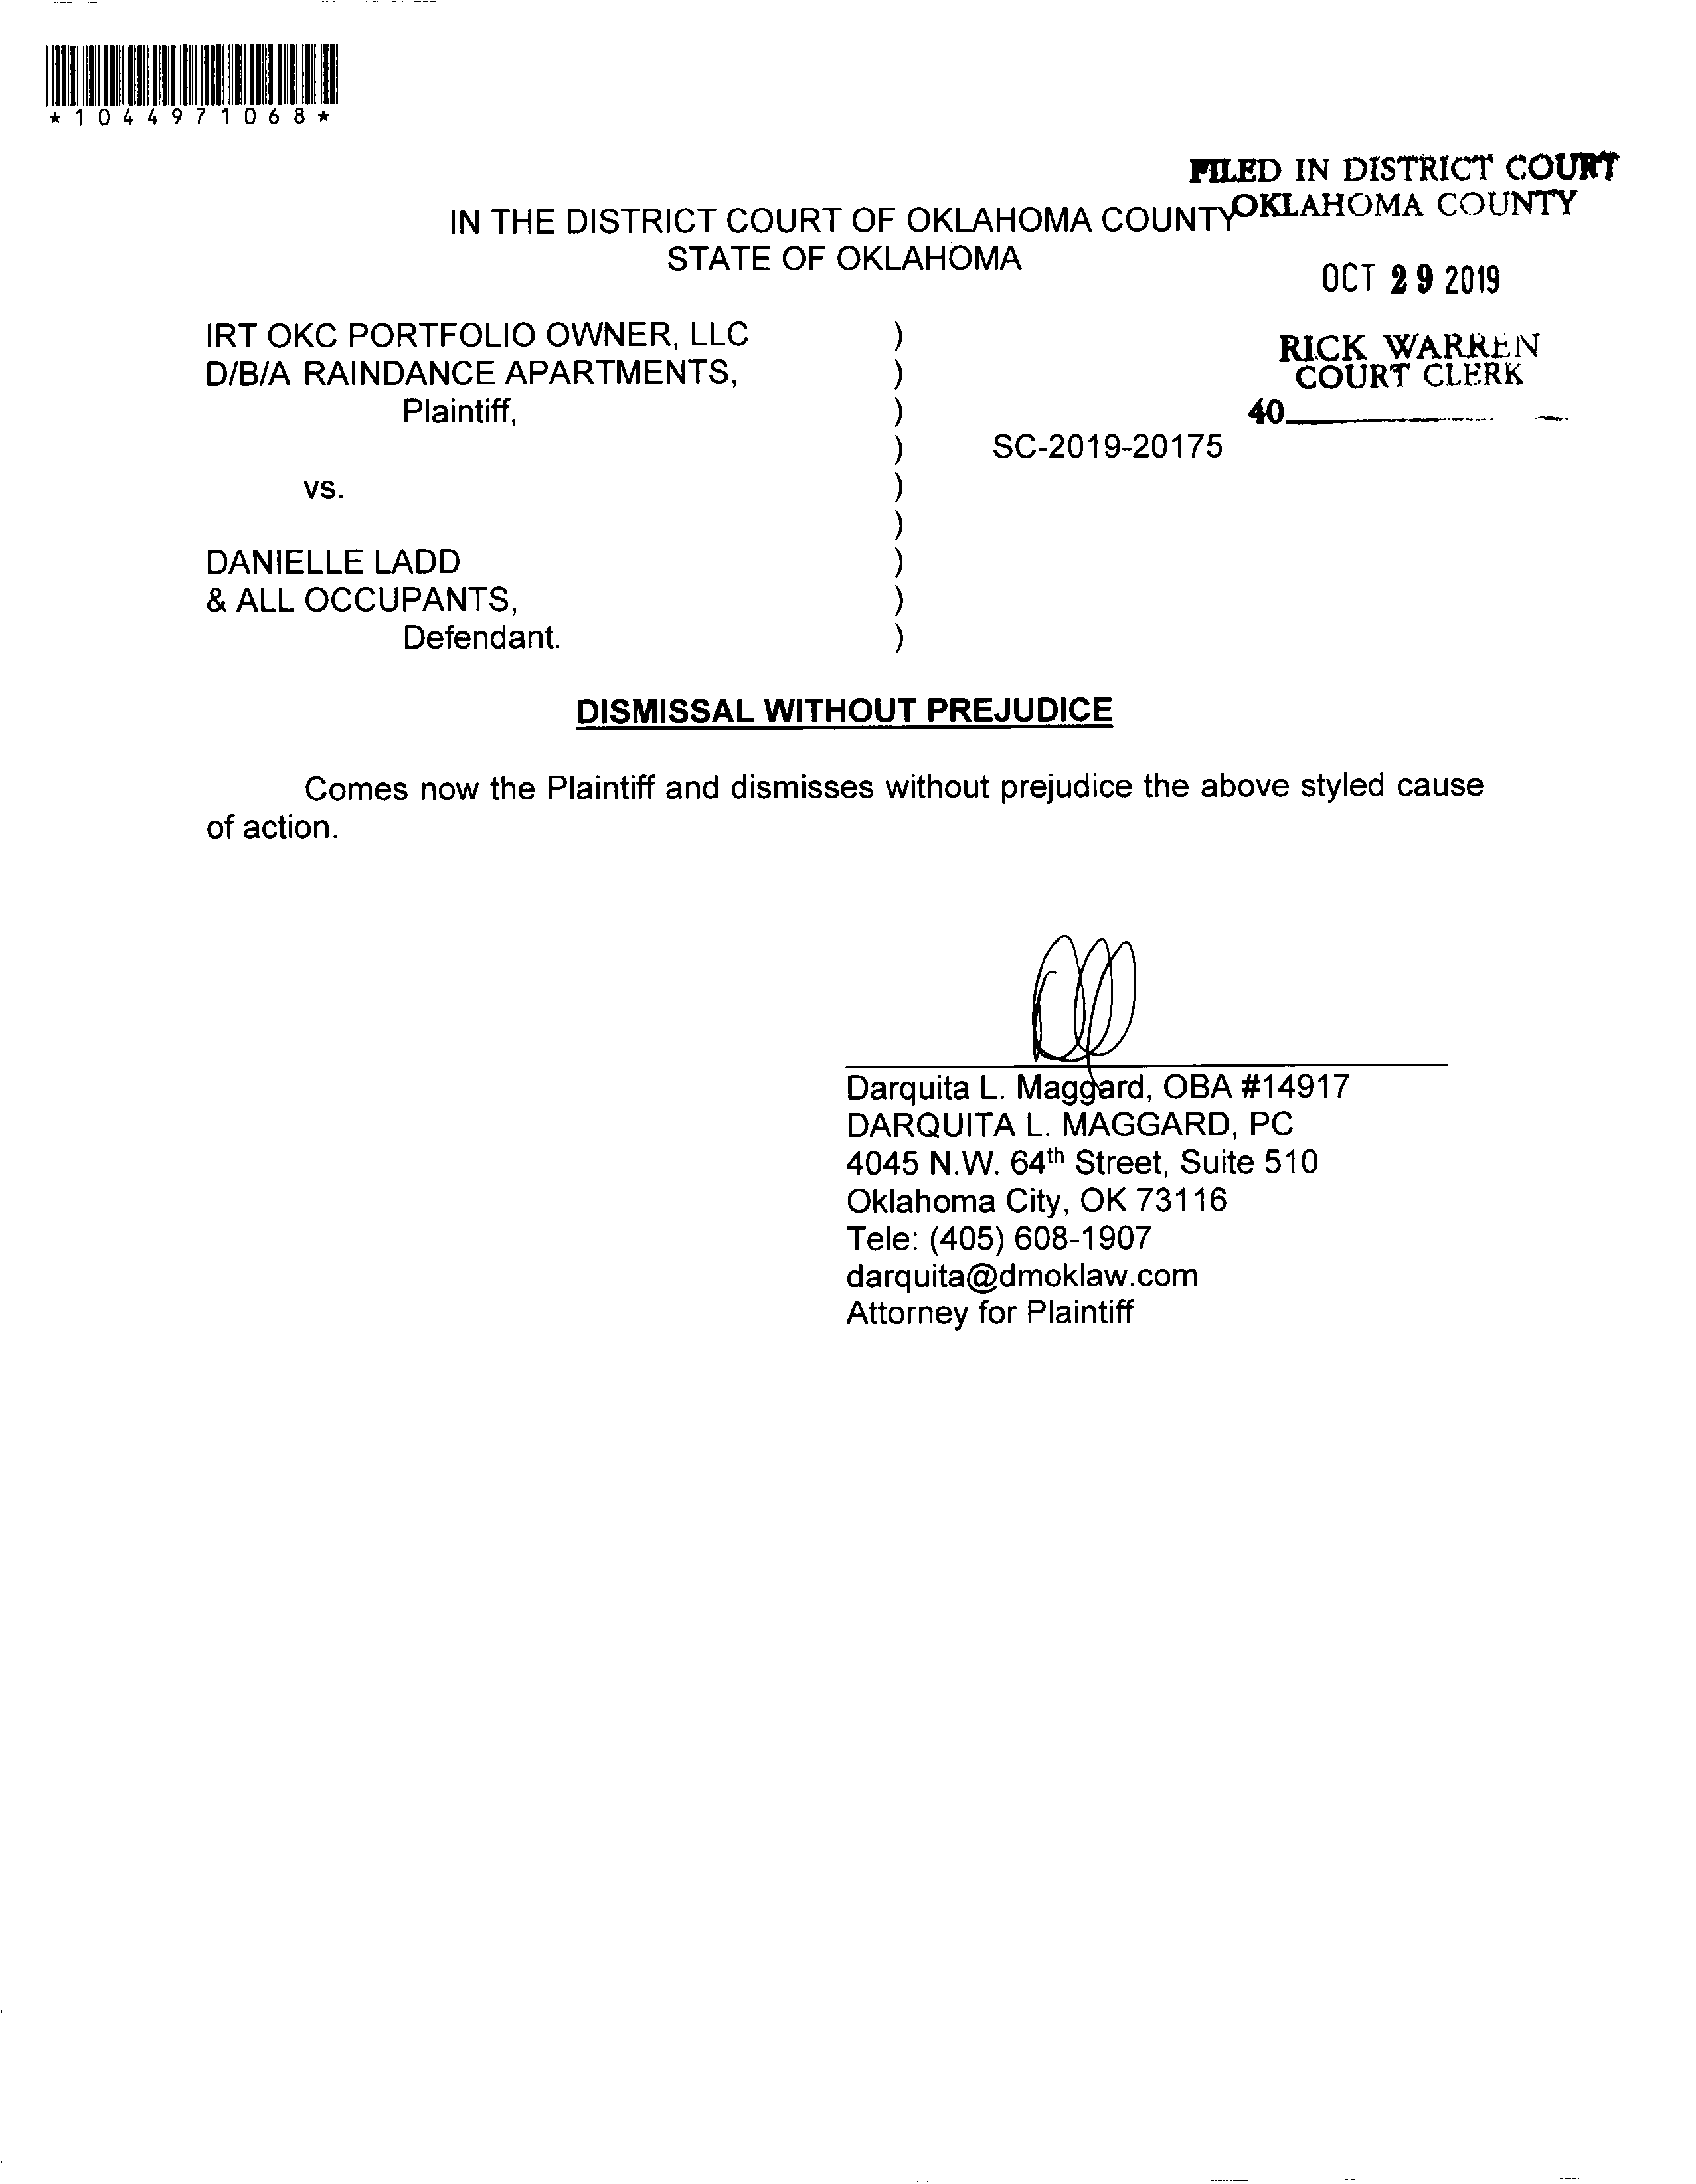 *1044971068*
FILED IN DISTRICT COURT
OKLAHOMA COUNTY
IN THE DISTRICT COURT OF OKLAHOMA COUNTY
STATE OF OKLAHOMA
OCT 29 2019
RICK WARREN
COURT CLERK
40
IRT OKC PORTFOLIO OWNER, LLC )
D/B/A RAINDANCE APARTMENTS, )
Plaintiff, )
) SC-2019-20175
vs. )
)
DANIELLE LADD )
& ALL OCCUPANTS, )
Defendant. )
DISMISSAL WITHOUT PREJUDICE
Comes now the Plaintiff and dismisses without prejudice the above styled cause
of action.
Darquita L. Maggard, OBA #14917
DARQUITA L. MAGGARD, PC
4045 N.W. 64th Street, Suite 510
Oklahoma City, OK 73116
Tele: (405) 608-1907
darquita@dmoklaw.com
Attorney for Plaintiff